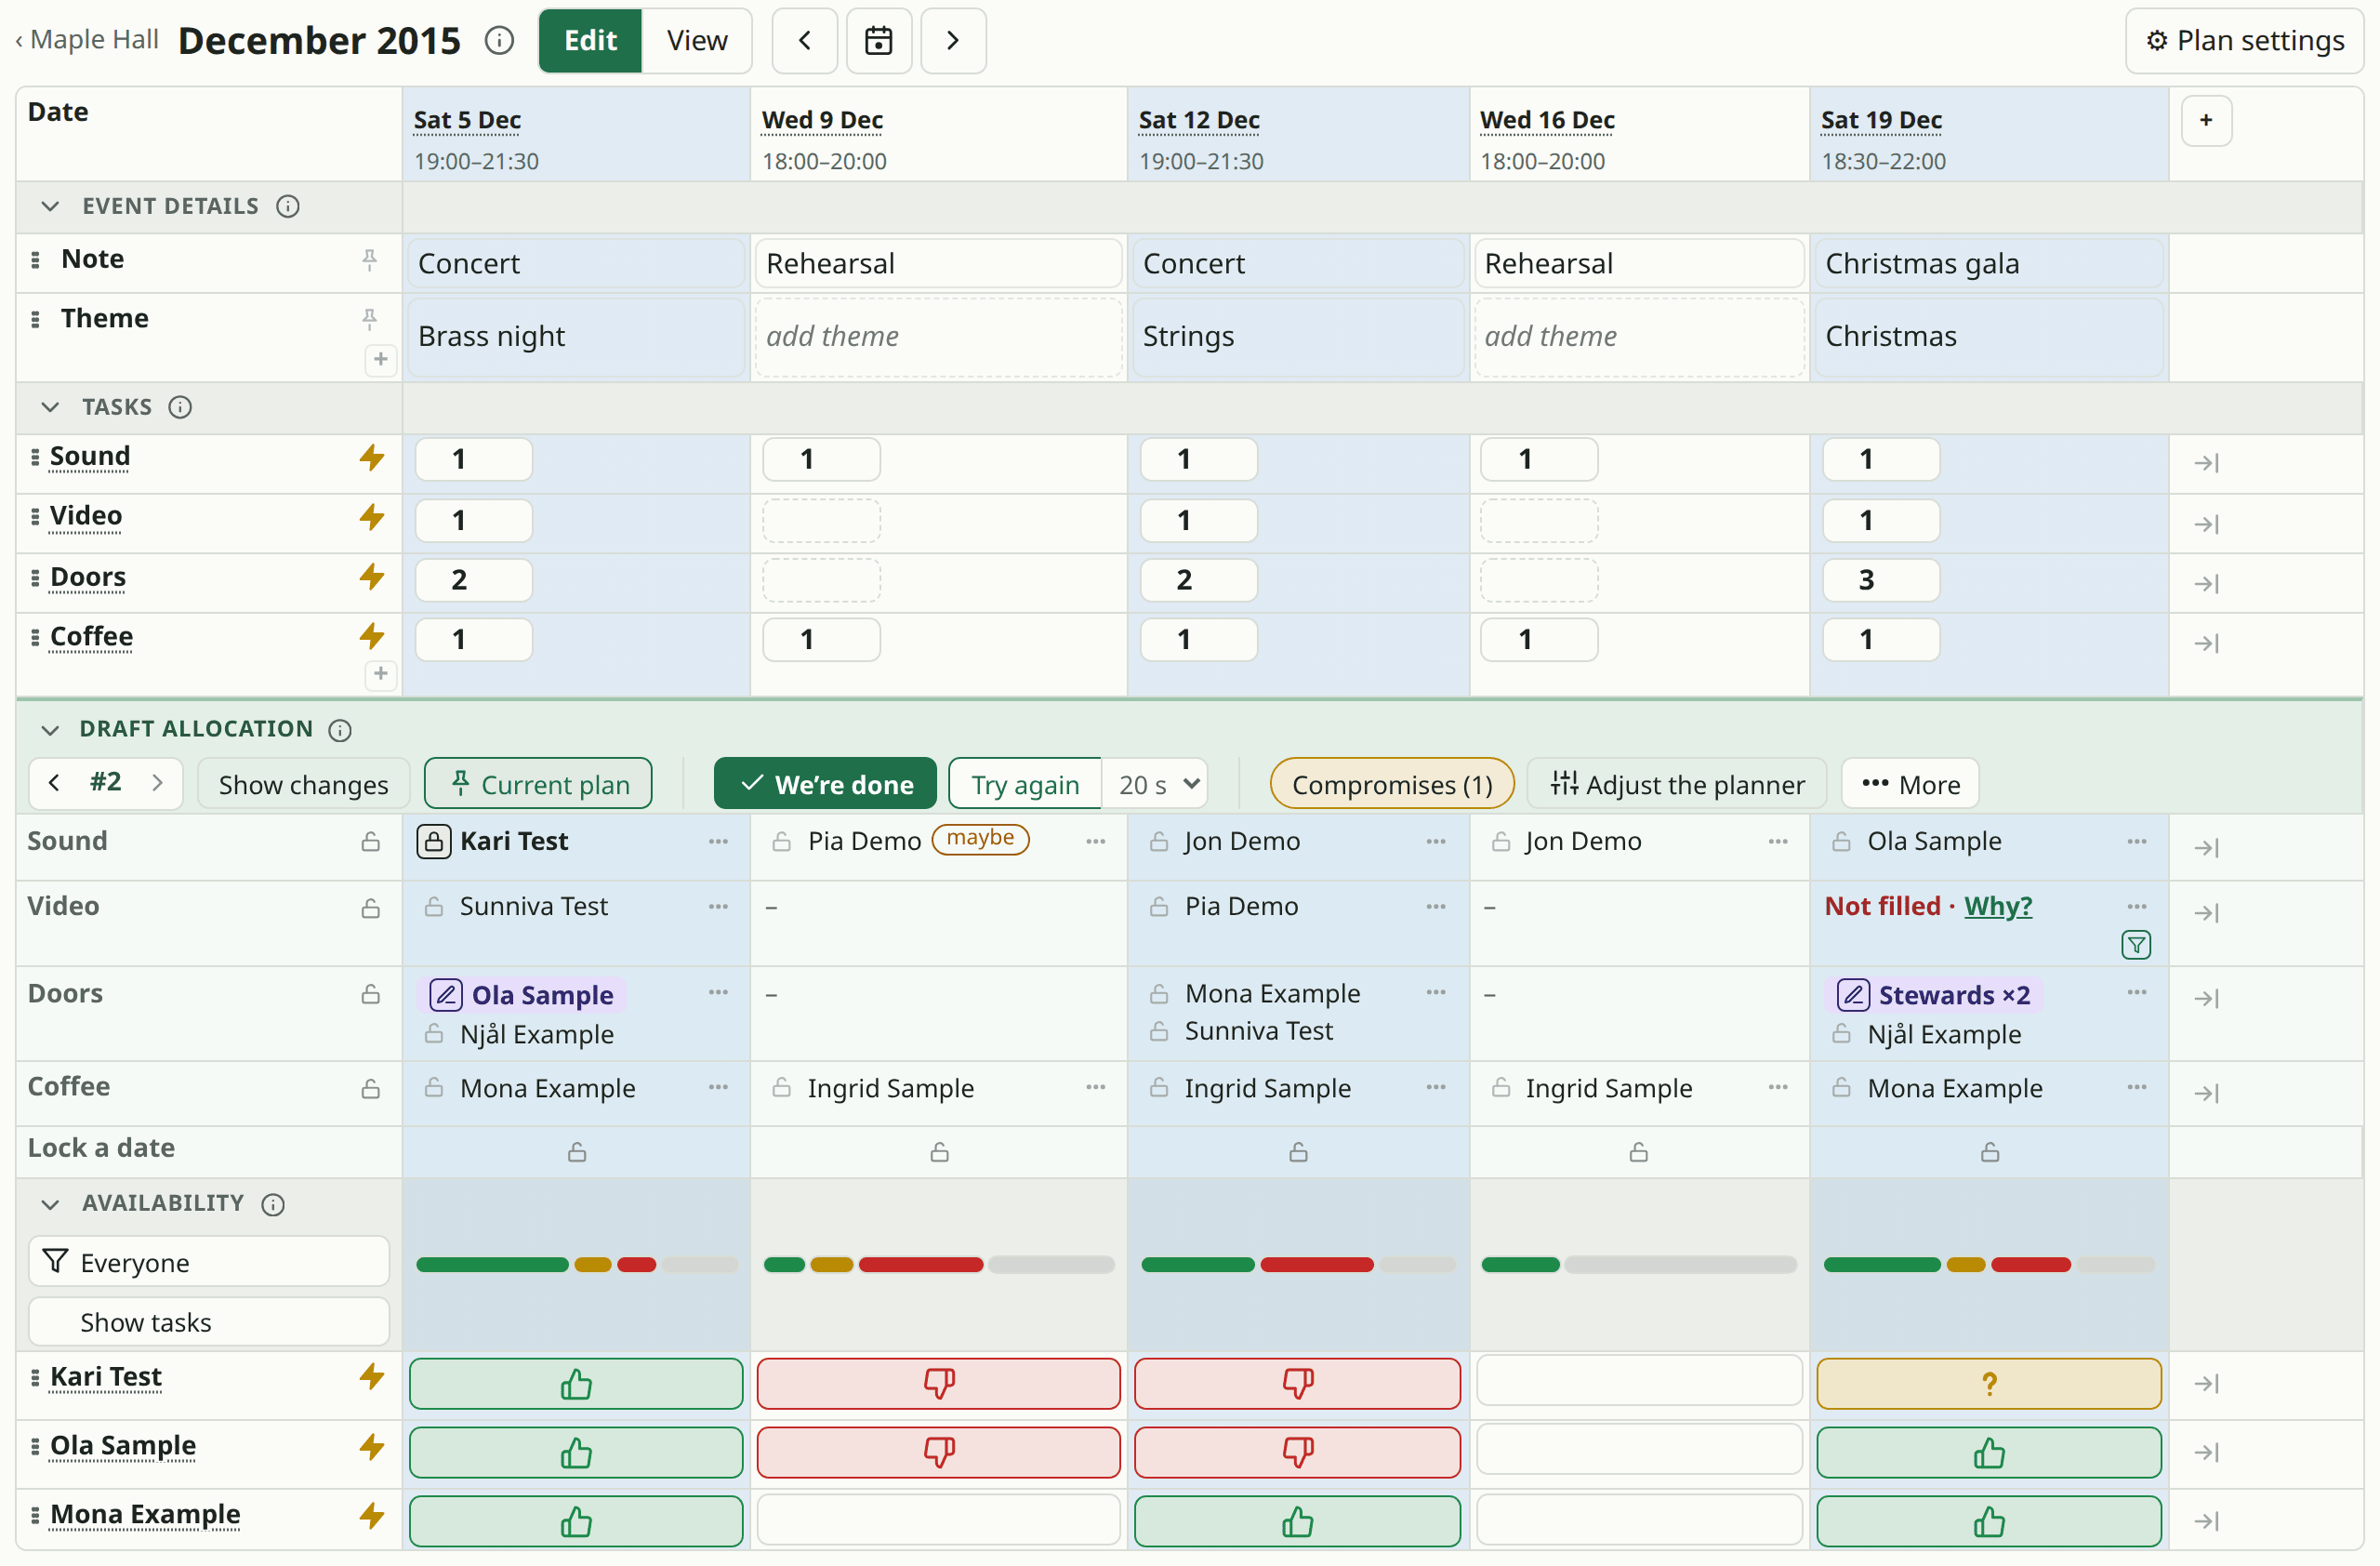 ‹ Maple Hall December 2015 Edit View Plan settings
Date Sat 5 Dec Wed 9 Dec Sat 12 Dec Wed 16 Dec Sat 19 Dec +
19:00–21:30 18:00–20:00 19:00–21:30 18:00–20:00 18:30–22:00
EVENT DETAILS
Note Concert Rehearsal Concert Rehearsal Christmas gala
Theme Brass night add theme Strings add theme Christmas
+
TASKS
Sound 1 1 1 1 1
Video 1 1 1
Doors 2 2 3
Coffee 1 1 1 1 1
+
DRAFT ALLOCATION
#2 Show changes Current plan We’re done Try again 20 s Compromises (1) Adjust the planner ••• More
Sound Kari Test Pia Demo maybe Jon Demo Jon Demo Ola Sample
Video Sunniva Test – Pia Demo – Not filled · Why?
Doors Ola Sample – Mona Example – Stewards ×2
Njål Example Sunniva Test Njål Example
Coffee Mona Example Ingrid Sample Ingrid Sample Ingrid Sample Mona Example
Lock a date
AVAILABILITY
Everyone
Show tasks
Kari Test ?
Ola Sample
Mona Example